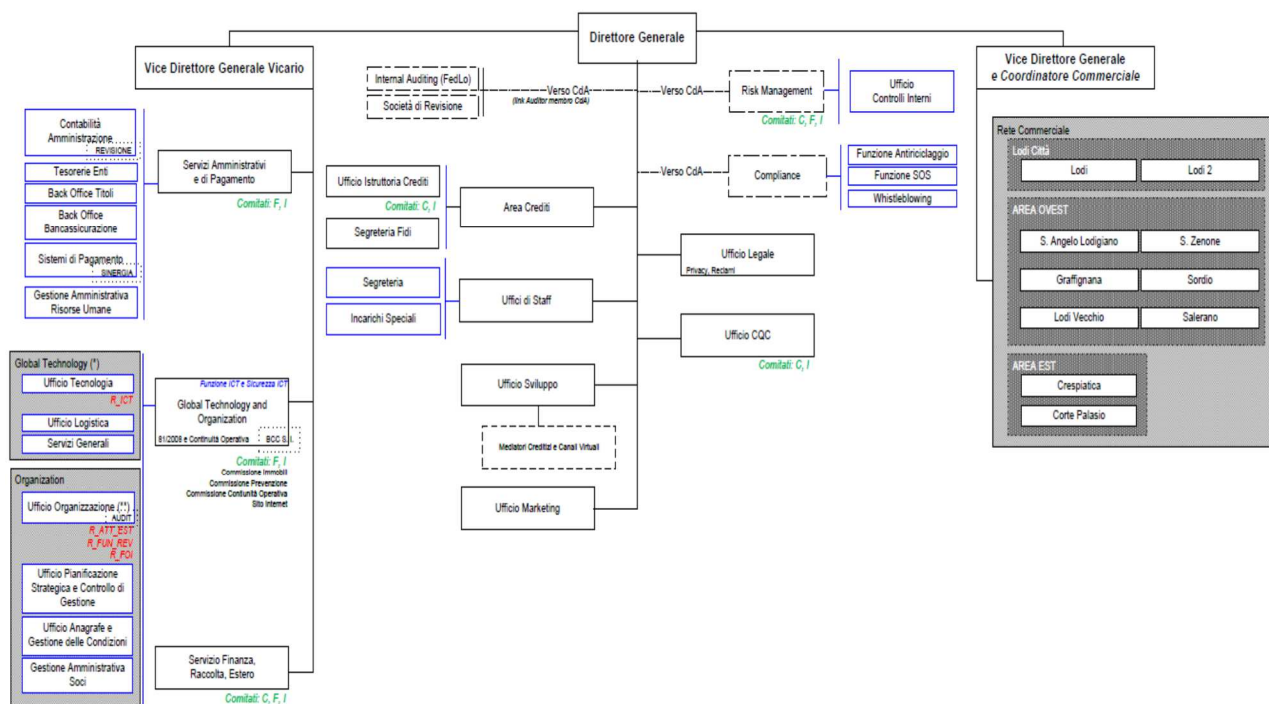 Direttore Generale
Vice Direttore Generale Vicario
Vice Direttore Generale
e Coordinatore Commerciale
Internal Auditing (FedLo)
Società di Revisione
Verso CdA
(link Auditor membro CdA)
Verso CdA
Risk Management
Comitati: C, F, I
Ufficio
Controlli Interni
Contabilità
Amministrazione
REVISIONE
Tesorerie Enti
Back Office Titoli
Back Office
Bancassicurazione
Sistemi di Pagamento
SINERGIA
Gestione Amministrativa
Risorse Umane
Servizi Amministrativi
e di Pagamento
Comitati: F, I
Ufficio Istruttoria Crediti
Comitati: C, I
Segreteria Fidi
Area Crediti
Verso CdA
Compliance
Funzione Antiriciclaggio
Funzione SOS
Whistleblowing
Segreteria
Incarichi Speciali
Uffici di Staff
Ufficio Legale
Privacy, Reclami
Ufficio CQC
Comitati: C, I
Ufficio Sviluppo
Mediatori Creditizi e Canali Virtuali
Ufficio Marketing
Rete Commerciale
Lodi Città
Lodi
Lodi 2
AREA OVEST
S. Angelo Lodigiano
S. Zenone
Graffignana
Sordio
Lodi Vecchio
Salerano
AREA EST
Crespiatica
Corte Palasio
Global Technology (*)
Ufficio Tecnologia
R_ICT
Ufficio Logistica
Servizi Generali
Funzione ICT e Sicurezza ICT
Global Technology and
Organization
81/2008 e Continuità Operativa
BCC S. I.
Comitati: F, I
Commissione Immobili
Commissione Prevenzione
Commissione Continuità Operativa
Sito Internet
Organization
Ufficio Organizzazione (**)
AUDIT
R_ATT_EST
R_FUN_REV
R_FOI
Ufficio Pianificazione
Strategica e Controllo di
Gestione
Ufficio Anagrafe e
Gestione delle Condizioni
Gestione Amministrativa
Soci
Servizio Finanza,
Raccolta, Estero
Comitati: C, F, I